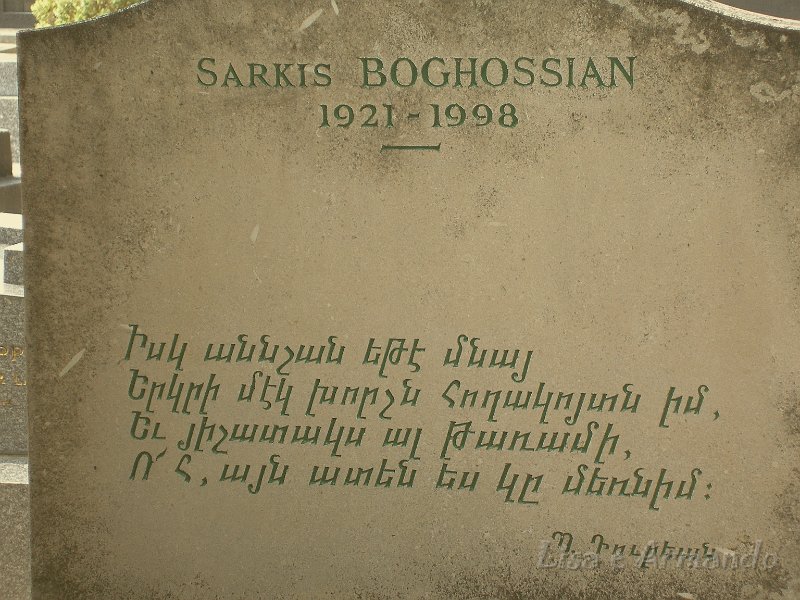 SARKIS BOGHOSSIAN
1921 - 1998
Իսկ աննշան եթէ մնայ
Երկրի մէկ խորշն Հողակոյտն իմ,
Եւ յիշատակս ալ թառամի,
Ո՜Հ, այն ատեն ես կը մեռնիմ:
Պ. Դուրեան
Lisa e Armando